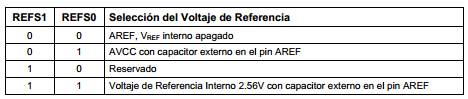 REFS1 REFS0 Selección del Voltaje de Referencia
0 0 AREF, VREF interno apagado
0 1 AVCC con capacitor externo en el pin AREF
1 0 Reservado
1 1 Voltaje de Referencia Interno 2.56V con capacitor externo en el pin AREF